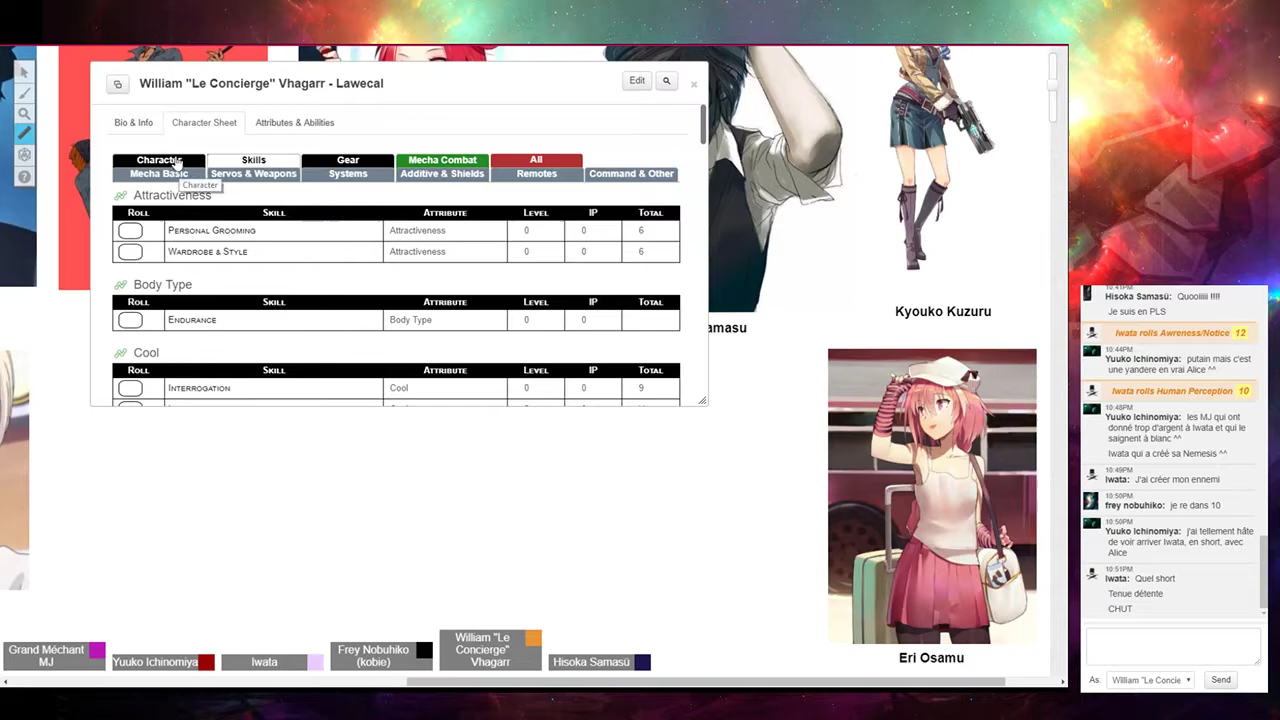 William "Le Concierge" Vhagarr - Lawecal
Edit
Bio & Info
Character Sheet
Attributes & Abilities
Character
Skills
Gear
Mecha Combat
All
Mecha Basic
Servos & Weapons
Systems
Additive & Shields
Remotes
Command & Other
Character
Attractiveness
ROLL SKILL ATTRIBUTE LEVEL IP TOTAL
PERSONAL GROOMING Attractiveness 0 0 6
WARDROBE & STYLE Attractiveness 0 0 6
Body Type
ROLL SKILL ATTRIBUTE LEVEL IP TOTAL
ENDURANCE Body Type 0 0
Cool
ROLL SKILL ATTRIBUTE LEVEL IP TOTAL
INTERROGATION Cool 0 0 9
amasu
Kyouko Kuzuru
Eri Osamu
Grand Méchant
MJ
Yuuko Ichinomiya
Iwata
Frey Nobuhiko
(kobie)
William "Le
Concierge"
Vhagarr
Hisoka Samasü
10:41PM
Hisoka Samasü: Quoiiiii !!!!
Je suis en PLS
Iwata rolls Awreness/Notice 12
10:44PM
Yuuko Ichinomiya: putain mais c'est
une yandere en vrai Alice ^^
Iwata rolls Human Perception 10
10:48PM
Yuuko Ichinomiya: les MJ qui ont
donné trop d'argent à Iwata et qui le
saignent à blanc ^^
Iwata qui a créé sa Nemesis ^^
10:49PM
Iwata: J'ai créer mon ennemi
10:50PM
frey nobuhiko: je re dans 10
10:50PM
Yuuko Ichinomiya: j'ai tellement hâte
de voir arriver Iwata, en short, avec
Alice
10:51PM
Iwata: Quel short
Tenue détente
CHUT
As: William "Le Concie
Send